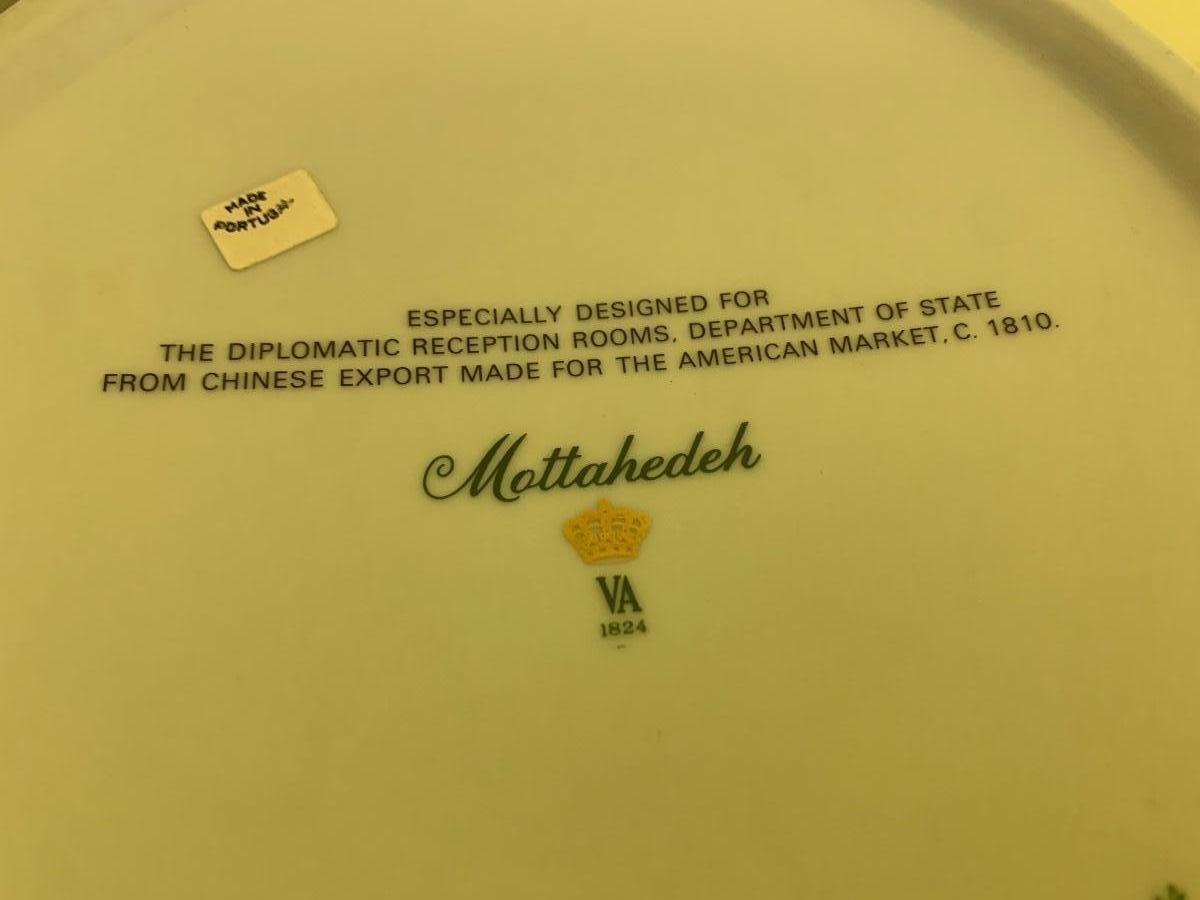 MADE
IN
PORTUGAL
ESPECIALLY DESIGNED FOR
THE DIPLOMATIC RECEPTION ROOMS, DEPARTMENT OF STATE
FROM CHINESE EXPORT MADE FOR THE AMERICAN MARKET, C. 1810.
Mottahedeh
VA
1824